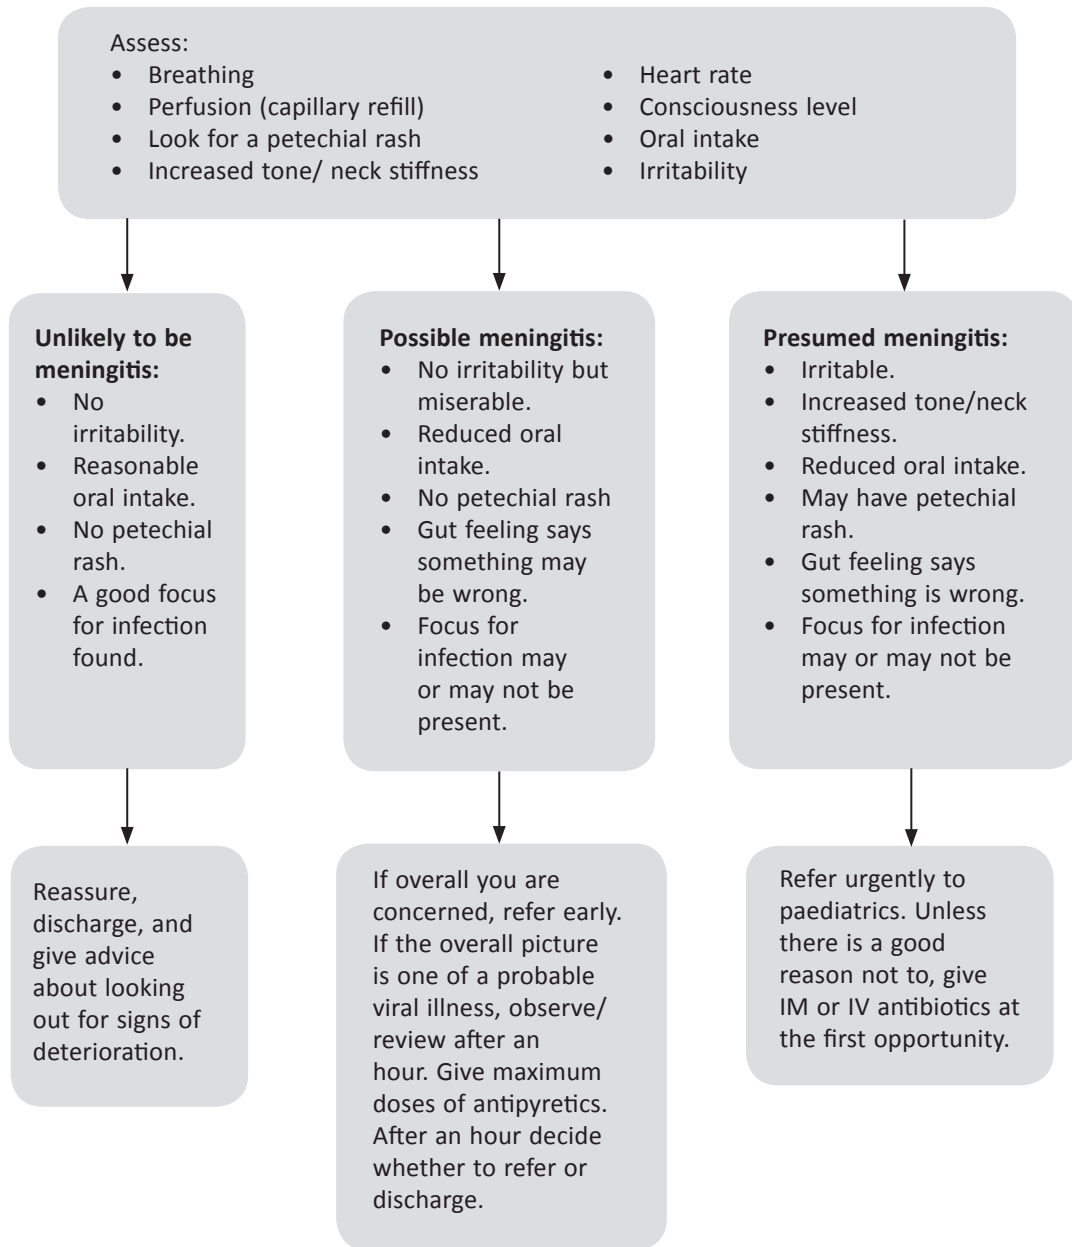 Assess:
• Breathing
• Perfusion (capillary refill)
• Look for a petechial rash
• Increased tone/ neck stiffness
• Heart rate
• Consciousness level
• Oral intake
• Irritability
Unlikely to be
meningitis:
• No
irritability.
• Reasonable
oral intake.
• No petechial
rash.
• A good focus
for infection
found.
Possible meningitis:
• No irritability but
miserable.
• Reduced oral
intake.
• No petechial rash
• Gut feeling says
something may
be wrong.
• Focus for
infection may
or may not be
present.
Presumed meningitis:
• Irritable.
• Increased tone/neck
stiffness.
• Reduced oral intake.
• May have petechial
rash.
• Gut feeling says
something is wrong.
• Focus for infection
may or may not be
present.
Reassure,
discharge, and
give advice
about looking
out for signs of
deterioration.
If overall you are
concerned, refer early.
If the overall picture
is one of a probable
viral illness, observe/
review after an
hour. Give maximum
doses of antipyretics.
After an hour decide
whether to refer or
discharge.
Refer urgently to
paediatrics. Unless
there is a good
reason not to, give
IM or IV antibiotics at
the first opportunity.